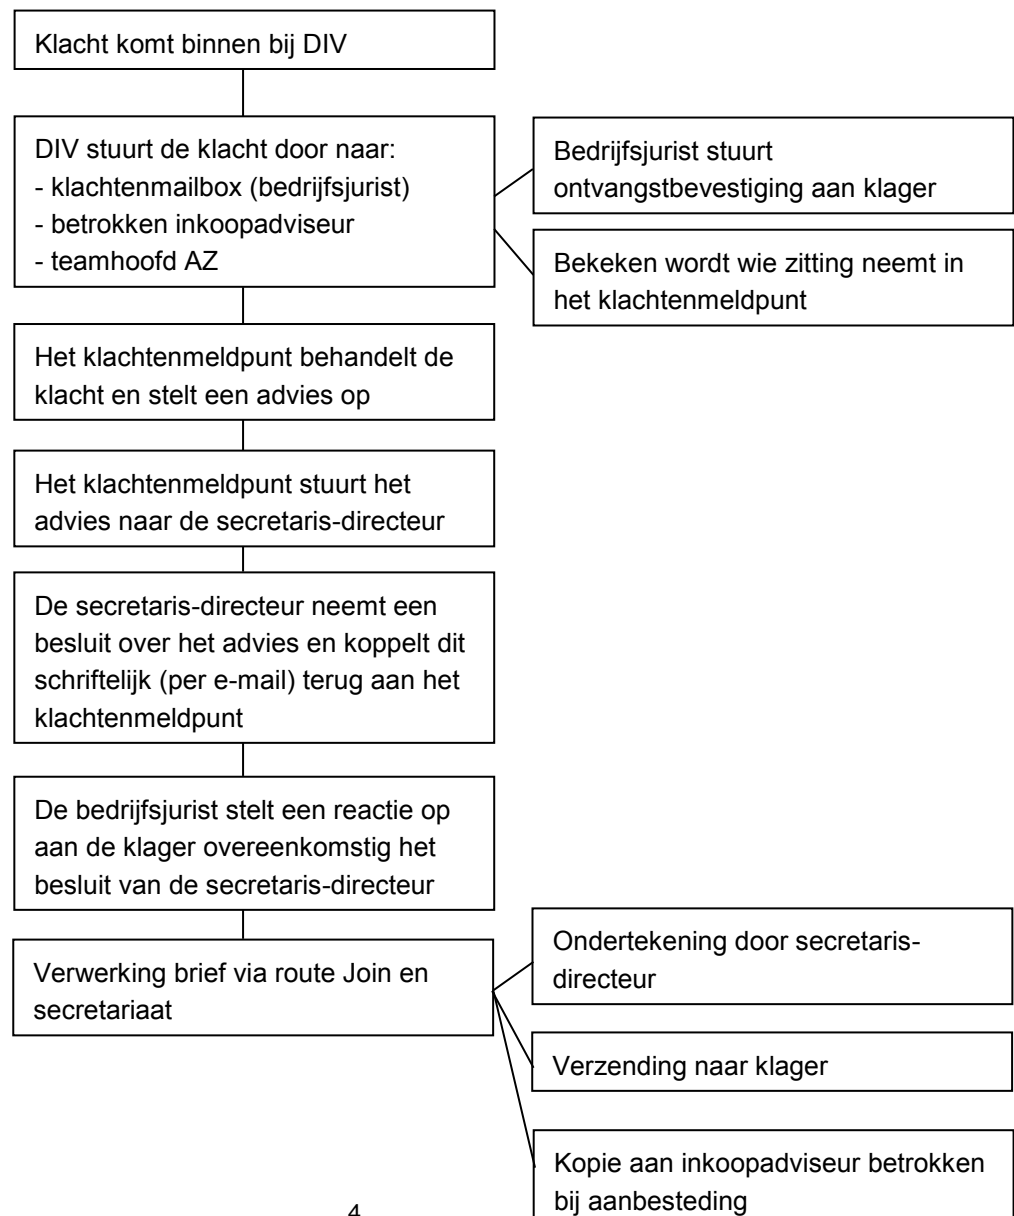 Klacht komt binnen bij DIV
DIV stuurt de klacht door naar:
- klachtenmailbox (bedrijfsjurist)
- betrokken inkoopadviseur
- teamhoofd AZ
Bedrijfsjurist stuurt
ontvangstbevestiging aan klager
Bekeken wordt wie zitting neemt in
het klachtenmeldpunt
Het klachtenmeldpunt behandelt de
klacht en stelt een advies op
Het klachtenmeldpunt stuurt het
advies naar de secretaris-directeur
De secretaris-directeur neemt een
besluit over het advies en koppelt dit
schriftelijk (per e-mail) terug aan het
klachtenmeldpunt
De bedrijfsjurist stelt een reactie op
aan de klager overeenkomstig het
besluit van de secretaris-directeur
Verwerking brief via route Join en
secretariaat
Ondertekening door secretaris-
directeur
Verzending naar klager
Kopie aan inkoopadviseur betrokken
bij aanbesteding
4